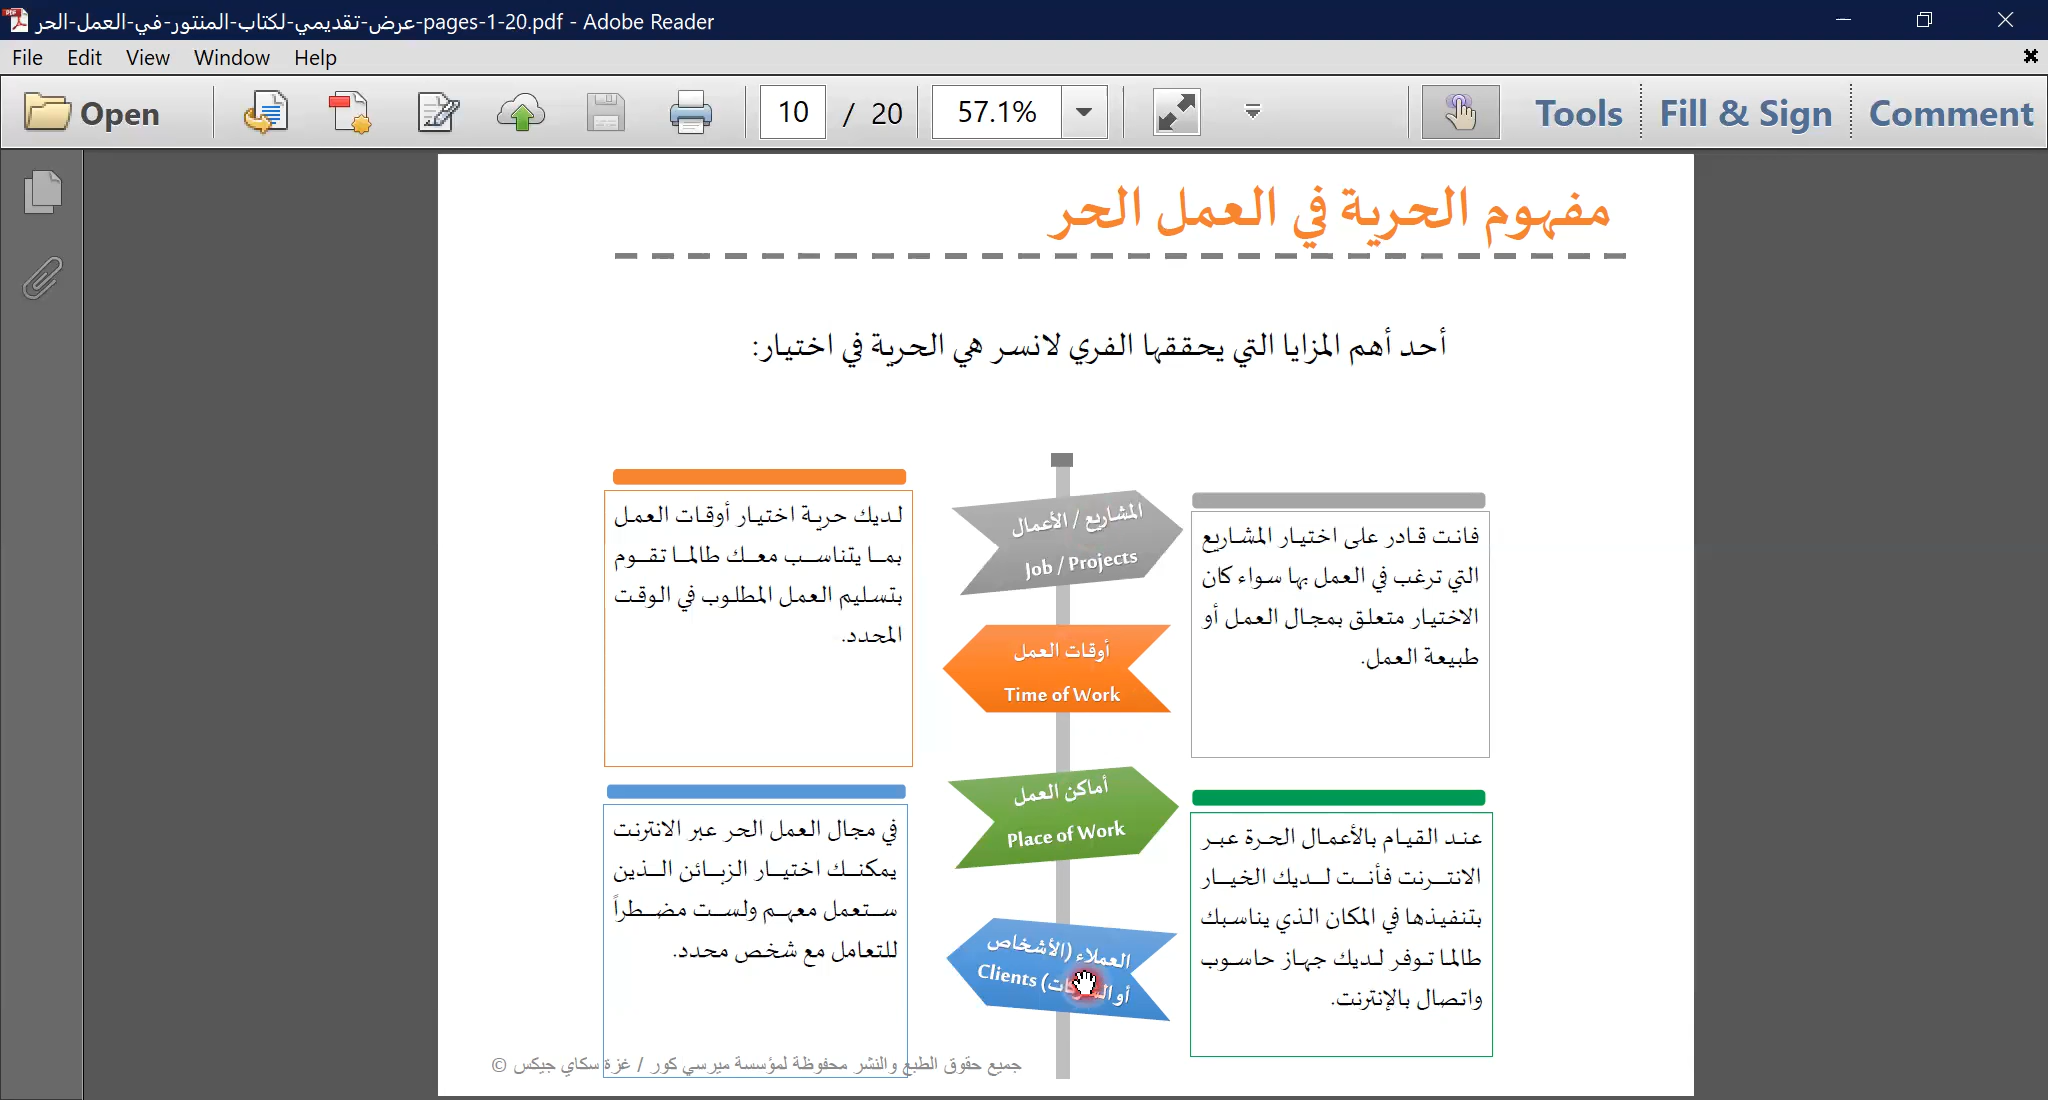 عرض-تقديمي-لكتاب-المنتور-في-العمل-الحر-pages-1-20.pdf - Adobe Reader
File Edit View Window Help
Open 10 / 20 57.1% Tools Fill & Sign Comment
مفهوم الحرية في العمل الحر
أحد أهم المزايا التي يحققها الفري لانسر هي الحرية في اختيار:
المشاريع / الأعمال
Job / Projects
فانت قادر على اختيار المشاريع
التي ترغب في العمل بها سواء كان
الاختيار متعلق بمجال العمل أو
طبيعة العمل.
أوقات العمل
Time of Work
لديك حرية اختيار أوقات العمل
بما يتناسب معك طالما تقوم
بتسليم العمل المطلوب في الوقت
المحدد.
أماكن العمل
Place of Work
عند القيام بالأعمال الحرة عبر
الانترنت فأنت لديك الخيار
بتنفيذها في المكان الذي يناسبك
طالما توفر لديك جهاز حاسوب
واتصال بالإنترنت.
العملاء (الأشخاص
أو الشركات) Clients
في مجال العمل الحر عبر الانترنت
يمكنك اختيار الزبائن الذين
ستعمل معهم ولست مضطراً
للتعامل مع شخص محدد.
جميع حقوق الطبع والنشر محفوظة لمؤسسة ميرسي كور / غزة سكاي جيكس ©